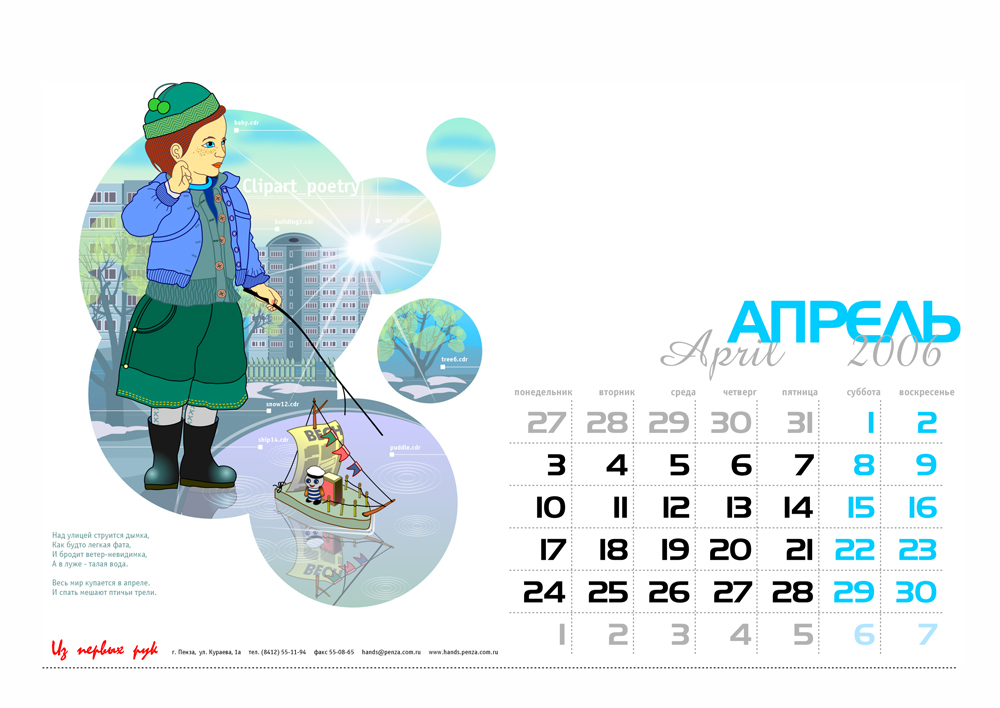 baby.cdr
Clipart_poetry
building4.cdr
tree6.cdr
snow12.cdr
ship14.cdr
puddle.cdr
ВЕСН
Над улицей струится дымка,
Как будто легкая фата,
И бродит ветер-невидимка,
А в луже - талая вода.
Весь мир купается в апреле.
И спать мешают птичьи трели.
Из первых рук
г. Пенза, ул. Кураева, 1а тел. (8412) 55-11-94 факс 55-08-65 hands@penza.com.ru www.hands.penza.com.ru
АПРЕЛЬ
April 2006
понедельник вторник среда четверг пятница суббота воскресенье
27 28 29 30 31 1 2
3 4 5 6 7 8 9
10 11 12 13 14 15 16
17 18 19 20 21 22 23
24 25 26 27 28 29 30
1 2 3 4 5 6 7